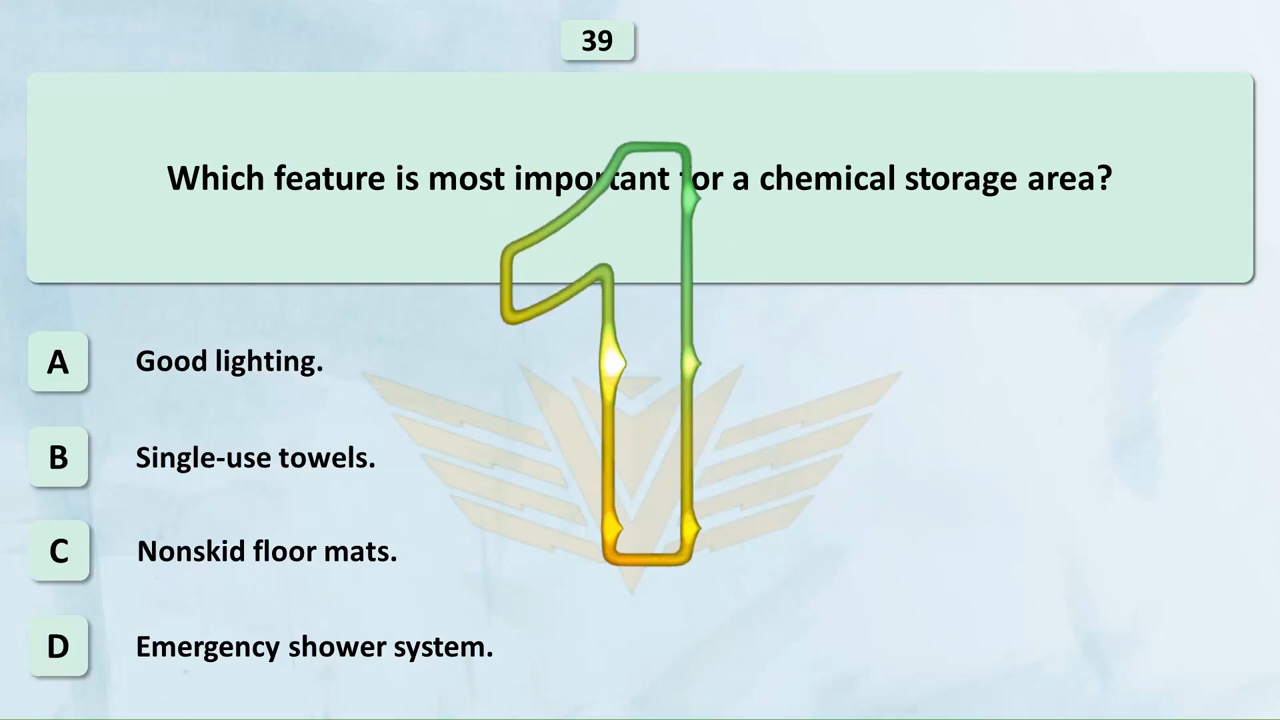 39
Which feature is most important for a chemical storage area?
1
A Good lighting.
B Single-use towels.
C Nonskid floor mats.
D Emergency shower system.